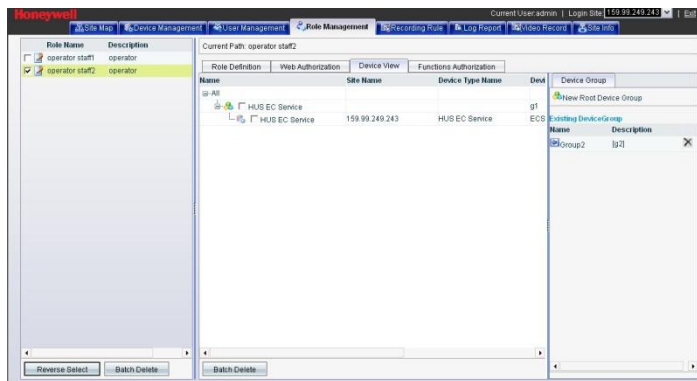 Honeywell
Current User:admin | Login Site 159.99.249.243 | Exit
Site Map Device Management User Management Role Management Recording Rule Log Report Video Record Site Info
Role Name Description
operator staff1 operator
operator staff2 operator
Current Path: operator staff2
Role Definition Web Authorization Device View Functions Authorization
Name Site Name Device Type Name Devi
All
HUS EC Service g1
HUS EC Service 159.99.249.243 HUS EC Service ECS
Device Group
New Root Device Group
Existing DeviceGroup
Name Description
Group2 [g2]
Reverse Select Batch Delete
Batch Delete